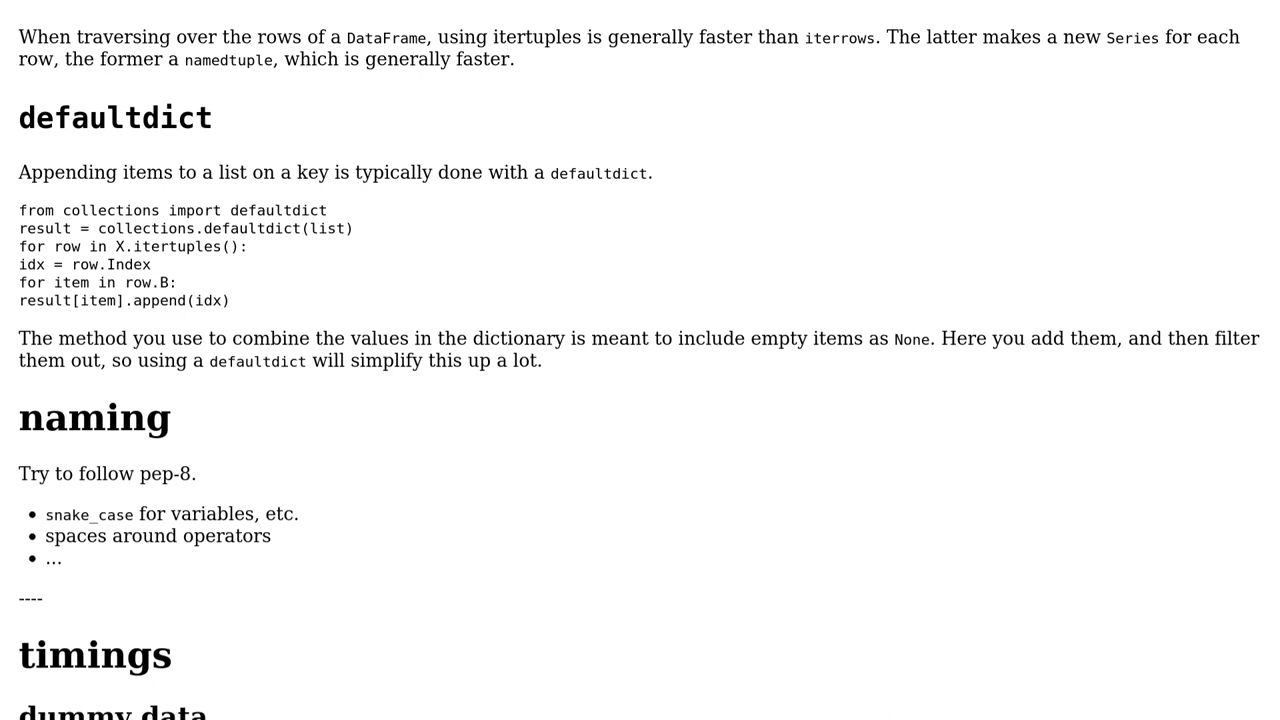 When traversing over the rows of a DataFrame, using itertuples is generally faster than iterrows. The latter makes a new Series for each
row, the former a namedtuple, which is generally faster.
defaultdict
Appending items to a list on a key is typically done with a defaultdict.
from collections import defaultdict
result = collections.defaultdict(list)
for row in X.itertuples():
idx = row.Index
for item in row.B:
result[item].append(idx)
The method you use to combine the values in the dictionary is meant to include empty items as None. Here you add them, and then filter
them out, so using a defaultdict will simplify this up a lot.
naming
Try to follow pep-8.
• snake_case for variables, etc.
• spaces around operators
• ...
----
timings
dummy data